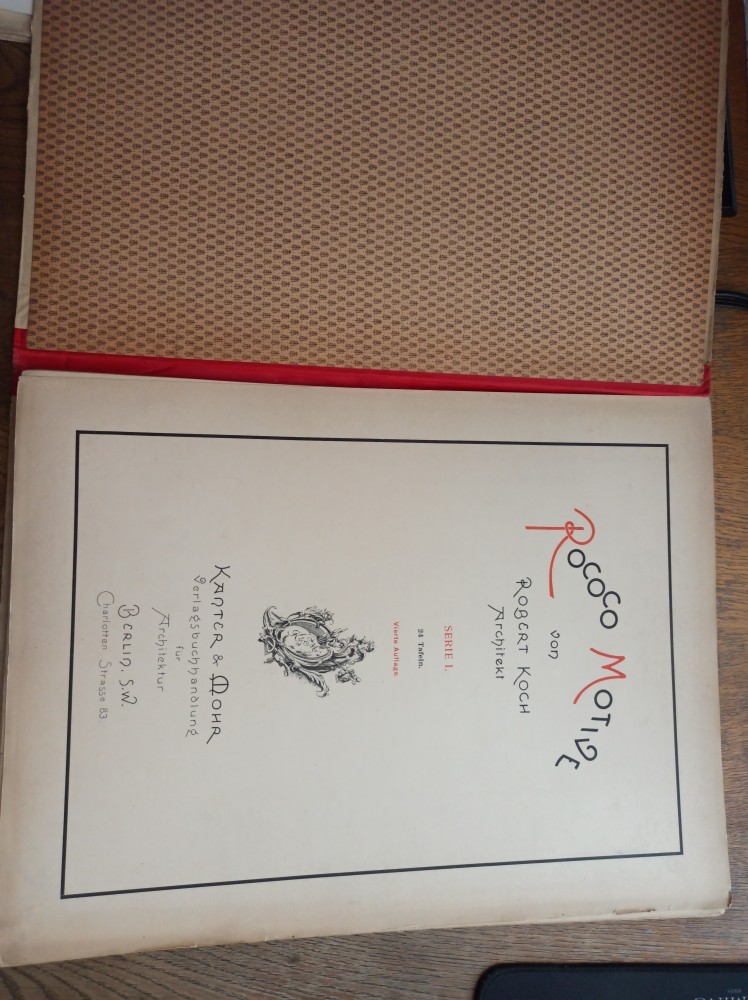 ROCOCO MOTIVE
von
ROBERT KOCH
Architekt
SERIE I.
24 Tafeln.
Vierte Auflage.
KANTER & MOHR
Verlagsbuchhandlung
für
Architektur
BERLIN. S.W.
Charlotten Strasse 83